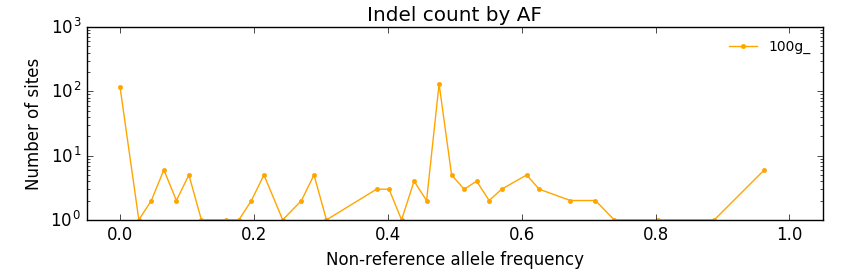 Indel count by AF
Number of sites
10³
10²
10¹
10⁰
100g_
0.0 0.2 0.4 0.6 0.8 1.0
Non-reference allele frequency